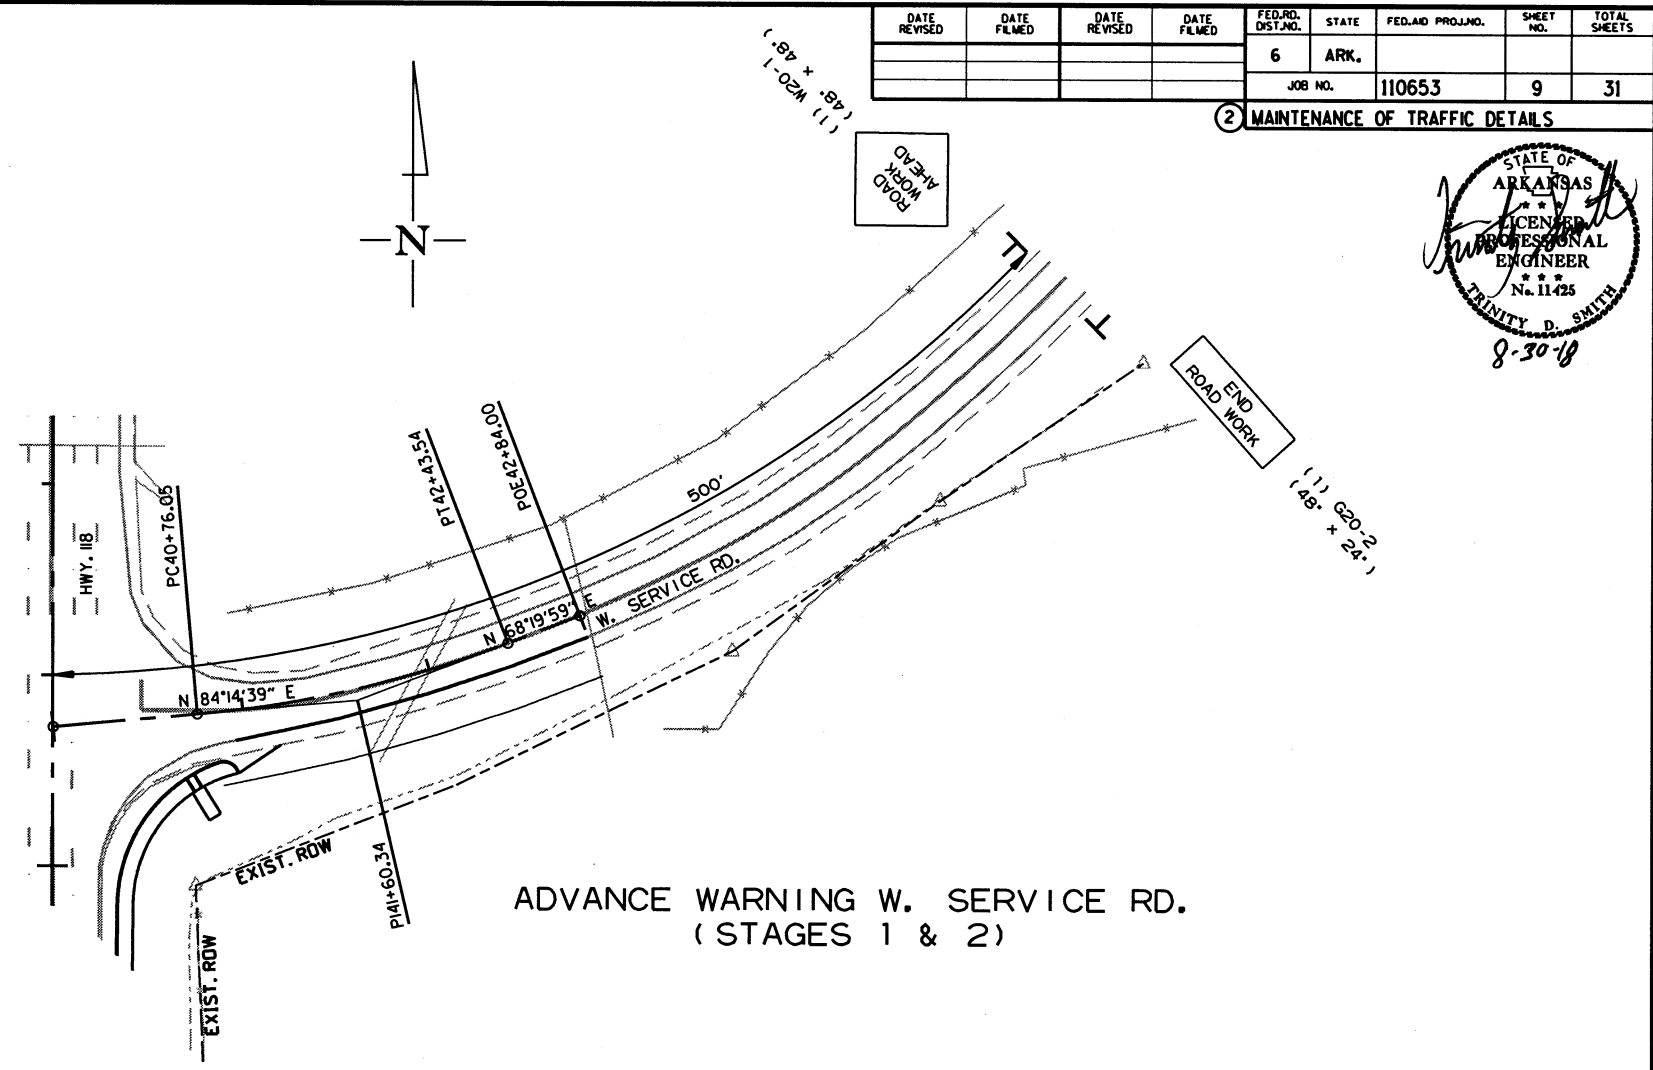 DATE REVISED
DATE FILMED
DATE REVISED
DATE FILMED
FED.RD. DIST.NO.
STATE
FED.AID PROJ.NO.
SHEET NO.
TOTAL SHEETS
6
ARK.
JOB NO.
110653
9
31
2
MAINTENANCE OF TRAFFIC DETAILS
STATE OF
ARKANSAS
* * *
LICENSED
PROFESSIONAL
ENGINEER
* * *
No. 11425
TRINITY D. SMITH
8-30-18
(1) W20-1
(48" x 48")
ROAD
WORK
AHEAD
N
END
ROAD WORK
(1) G20-2
(48" x 24")
HWY. 118
PC40+76.05
PT42+43.54
POE42+84.00
500'
N 68°19'59" E
W. SERVICE RD.
N 84°14'39" E
PI41+60.34
EXIST. ROW
EXIST. ROW
ADVANCE WARNING W. SERVICE RD.
(STAGES 1 & 2)